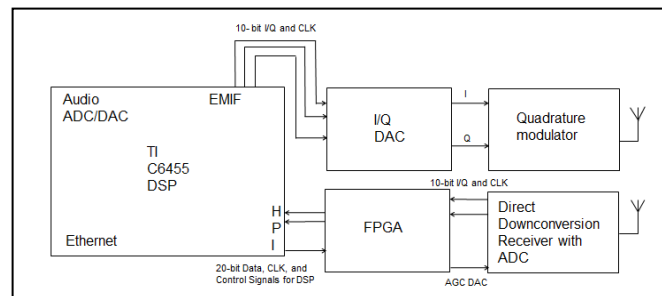 10- bit I/Q and CLK
Audio
ADC/DAC
EMIF
TI
C6455
DSP
Ethernet
H
P
I
I/Q
DAC
I
Q
Quadrature
modulator
10-bit I/Q and CLK
FPGA
Direct
Downconversion
Receiver with
ADC
20-bit Data, CLK, and
Control Signals for DSP
AGC DAC